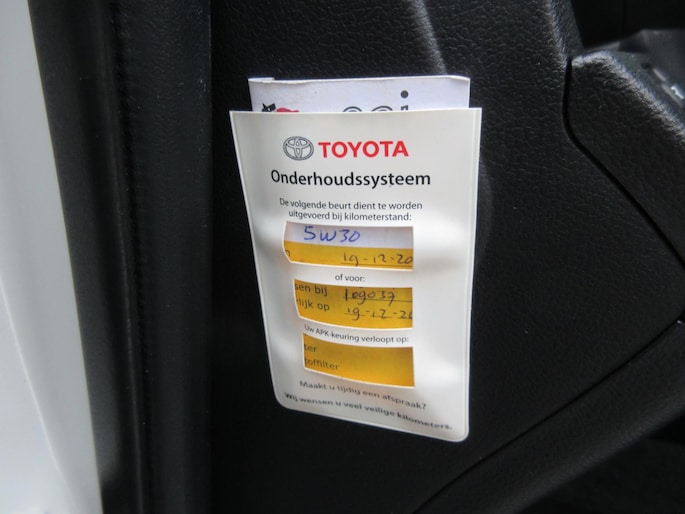 TOYOTA
Onderhoudssysteem
De volgende beurt dient te worden
uitgevoerd bij kilometerstand:
5W30
n 19-12-20
of voor:
sen bij 109037
rlijk op 19-12-20
Uw APK-keuring verloopt op:
ter
toffilter
Maakt u tijdig een afspraak?
Wij wensen u veel veilige kilometers.